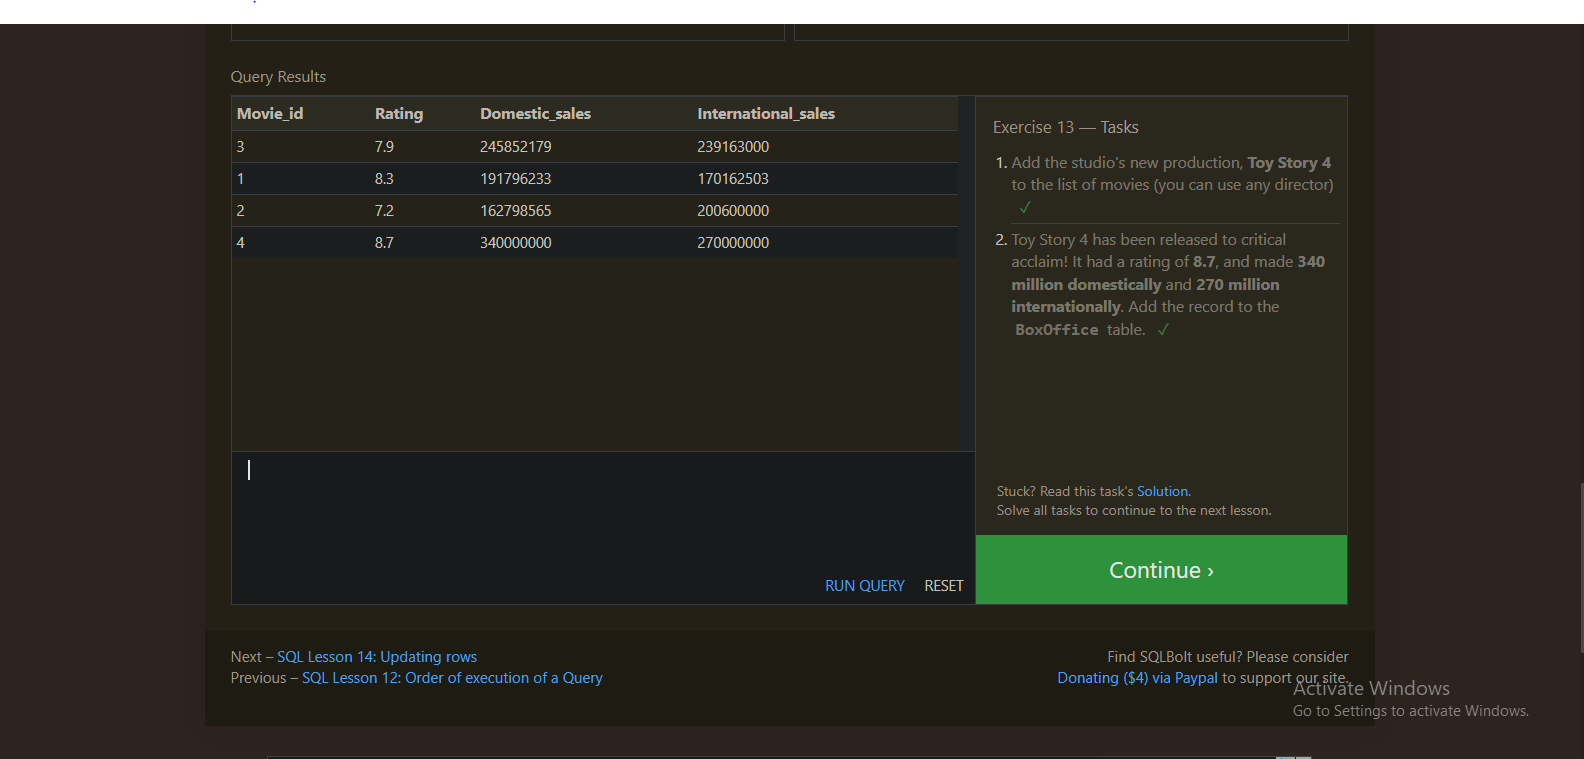 Query Results
Movie_id Rating Domestic_sales International_sales
3 7.9 245852179 239163000
1 8.3 191796233 170162503
2 7.2 162798565 200600000
4 8.7 340000000 270000000
RUN QUERY RESET
Exercise 13 — Tasks
1. Add the studio's new production, Toy Story 4
to the list of movies (you can use any director)
✓
2. Toy Story 4 has been released to critical
acclaim! It had a rating of 8.7, and made 340
million domestically and 270 million
internationally. Add the record to the
BoxOffice table. ✓
Stuck? Read this task's Solution.
Solve all tasks to continue to the next lesson.
Continue ›
Next – SQL Lesson 14: Updating rows
Previous – SQL Lesson 12: Order of execution of a Query
Find SQLBolt useful? Please consider
Donating ($4) via Paypal to support our site.
Activate Windows
Go to Settings to activate Windows.